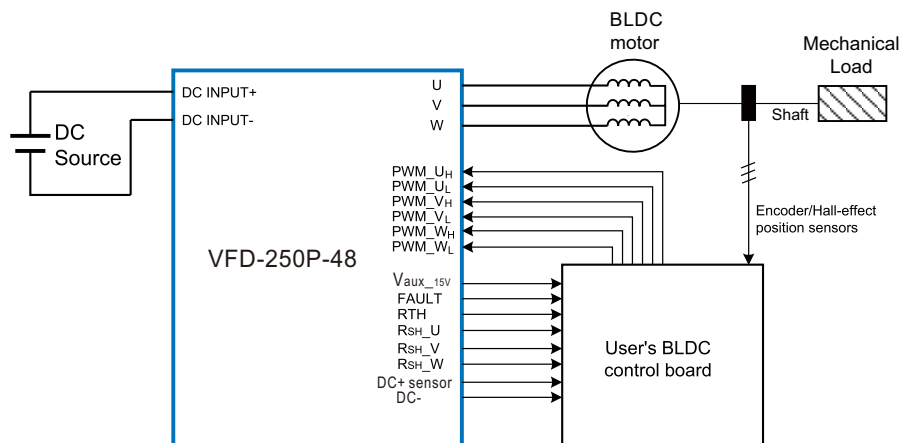 BLDC
motor
Mechanical
Load
DC INPUT+
DC INPUT-
U
V
W
DC
Source
Shaft
PWM_UH
PWM_UL
PWM_VH
PWM_VL
PWM_WH
PWM_WL
Encoder/Hall-effect
position sensors
VFD-250P-48
Vaux_15V
FAULT
RTH
RSH_U
RSH_V
RSH_W
DC+ sensor
DC-
User's BLDC
control board